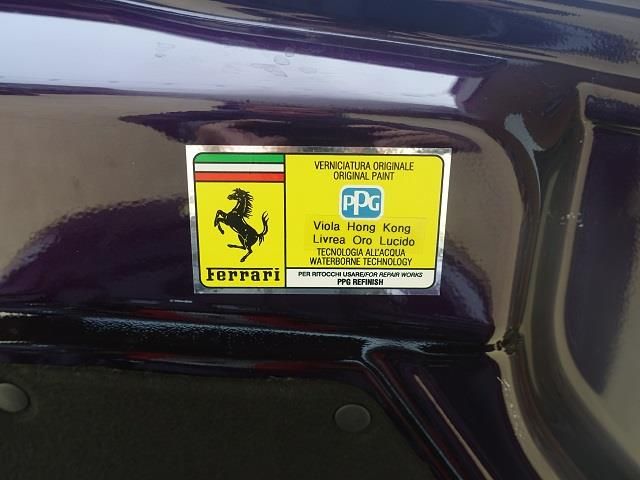 VERNICIATURA ORIGINALE
ORIGINAL PAINT
PPG
Viola Hong Kong
Livrea Oro Lucido
TECNOLOGIA ALL'ACQUA
WATERBORNE TECHNOLOGY
Ferrari
PER RITOCCHI USARE/FOR REPAIR WORKS
PPG REFINISH